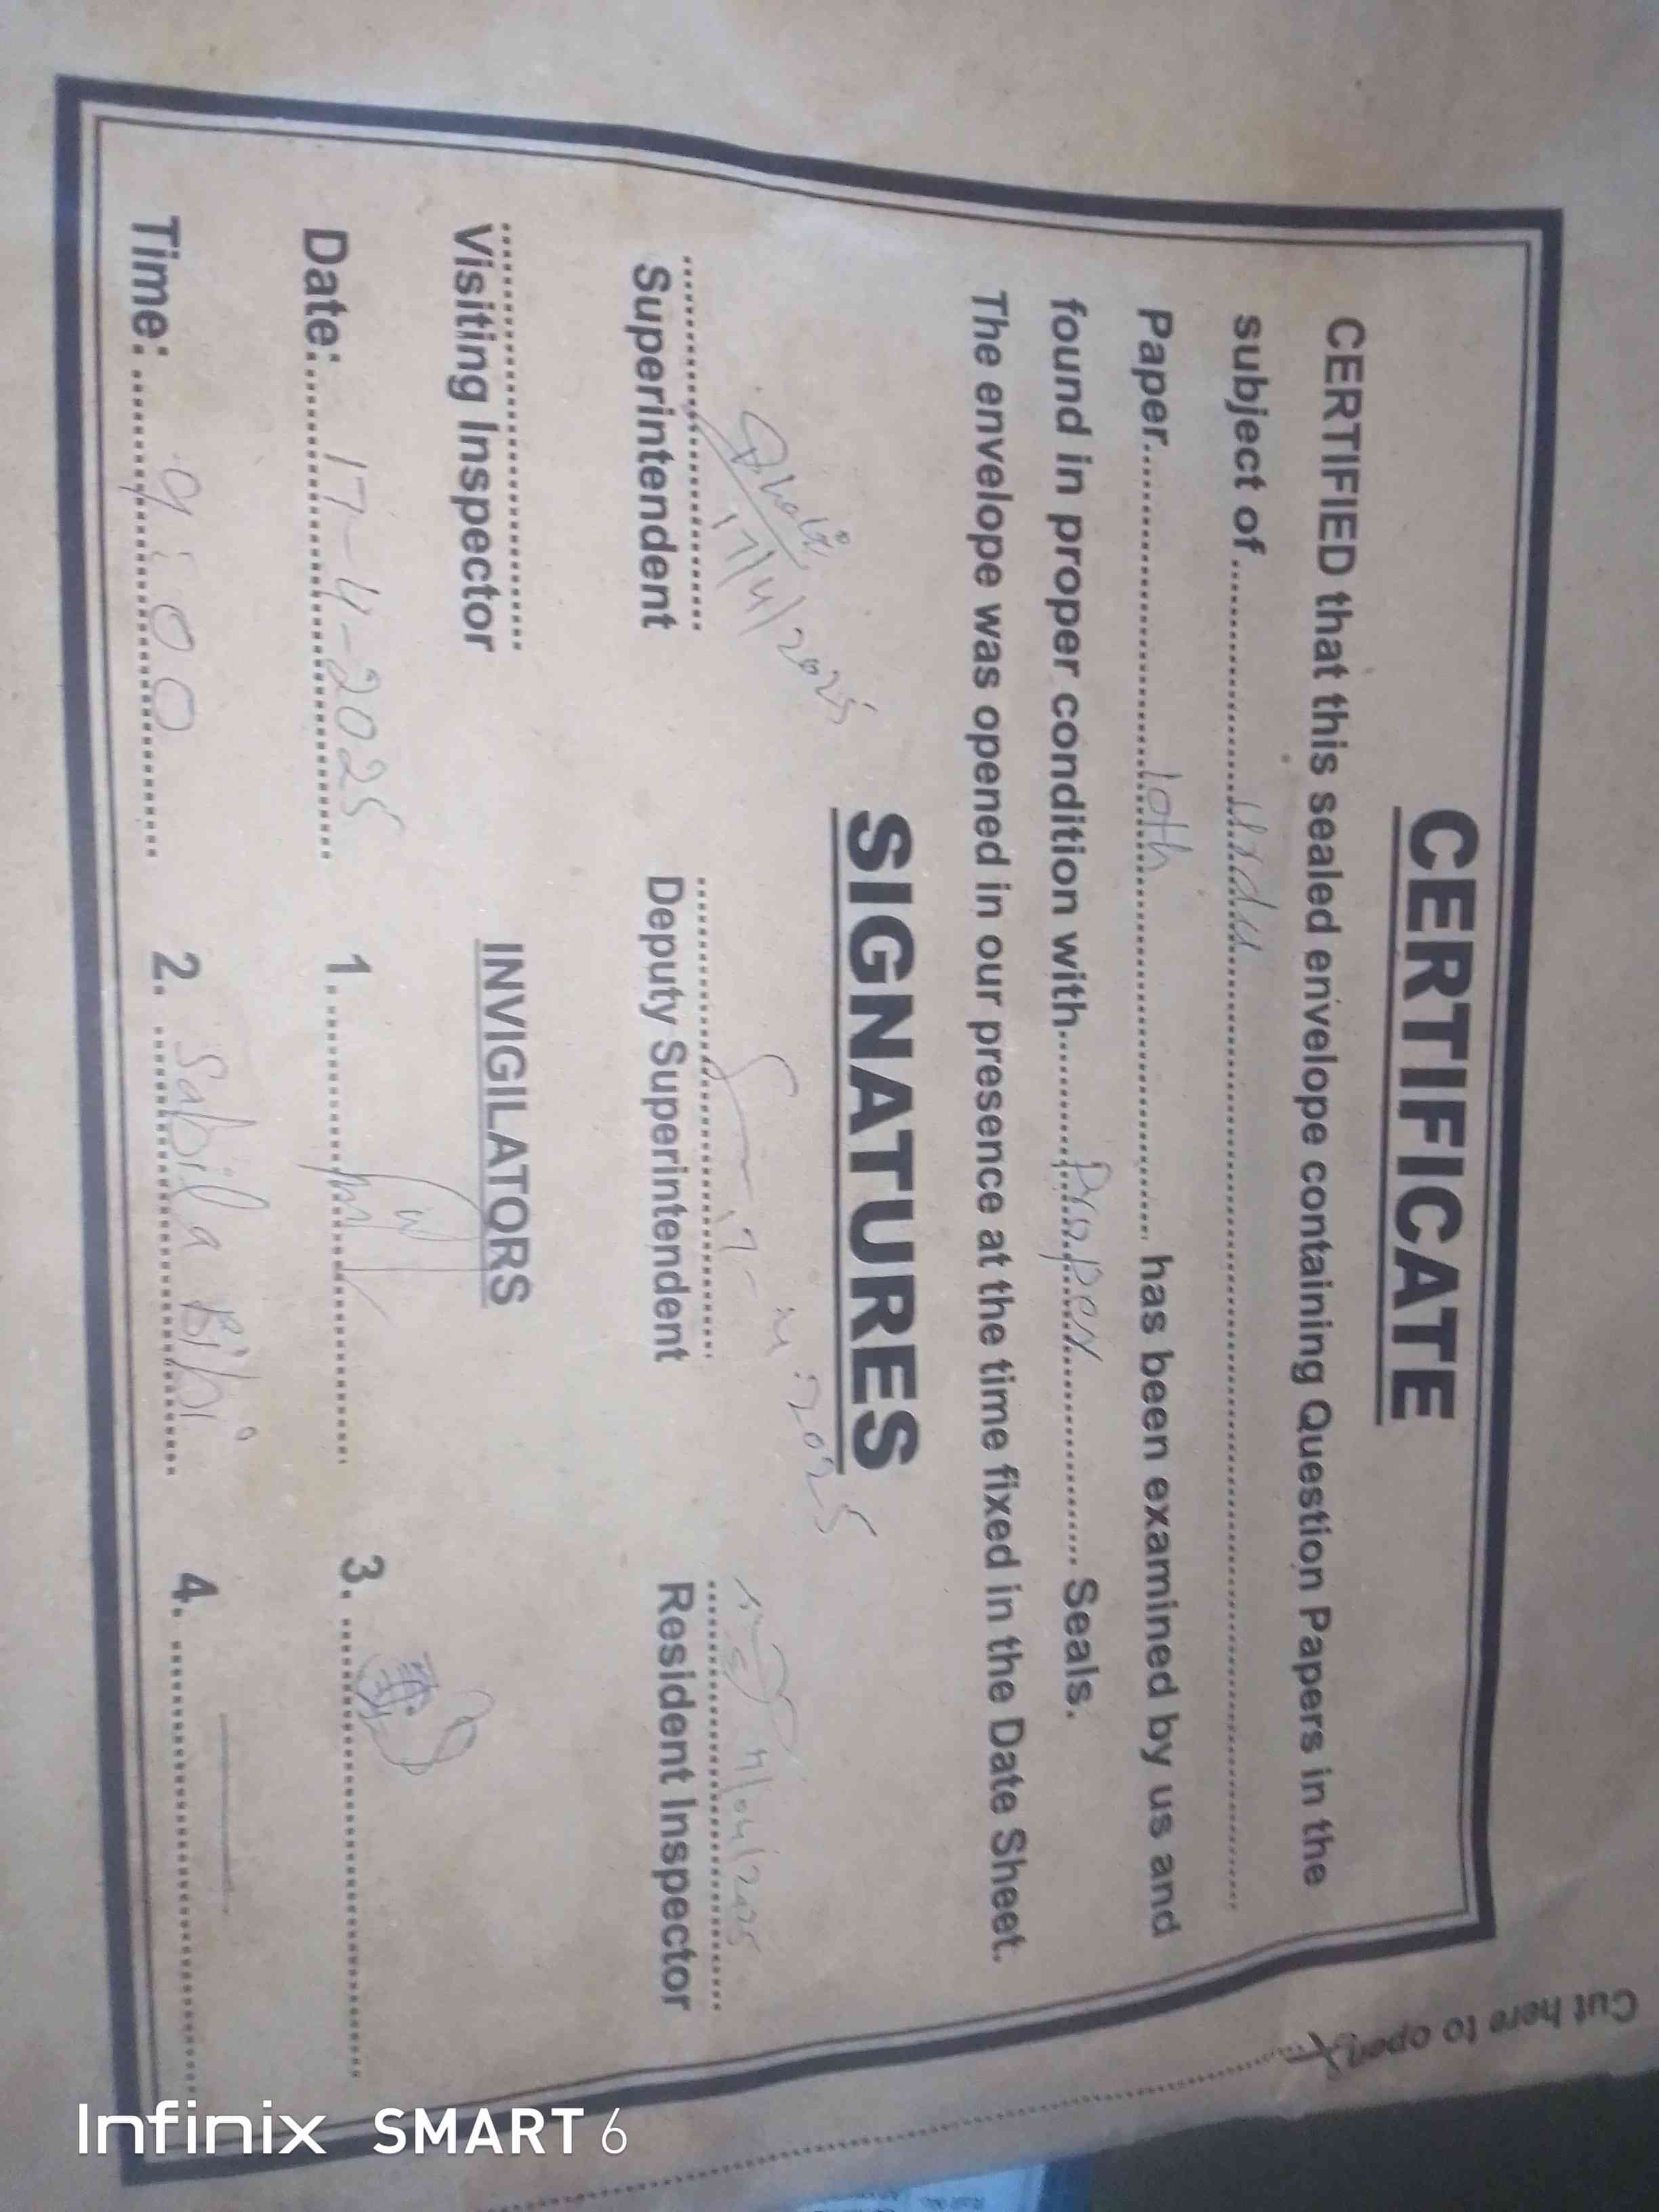 CERTIFICATE
CERTIFIED that this sealed envelope containing Question Papers in the
subject of ........ Urdu ........
Paper........ 10th ........ has been examined by us and
found in proper condition with........ Proper ........ Seals.
The envelope was opened in our presence at the time fixed in the Date Sheet.
SIGNATURES
17/4/2025
17-4-2025
17/04/2025
Superintendent Deputy Superintendent Resident Inspector
Visiting Inspector
INVIGILATORS
Date:........ 17-4-2025 ........ 1. ........ 3. ........
Time: ........ 9:00 ........ 2. ........ Sabila Bibi ........ 4. ........
Cut here to open
Infinix SMART 6